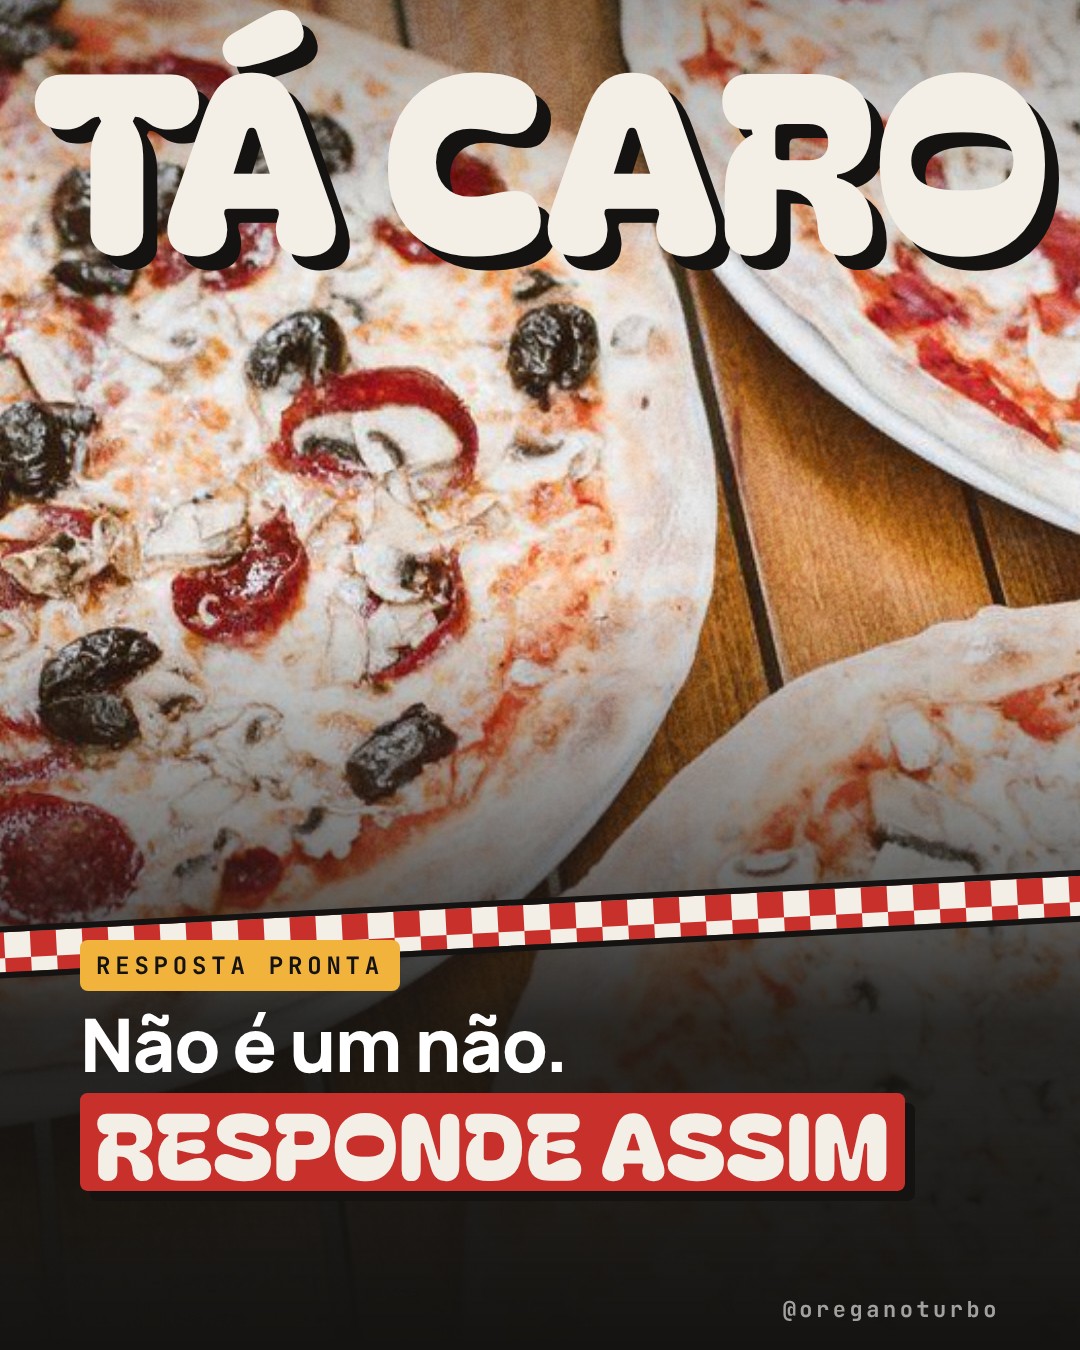 TÁ CARO
RESPOSTA PRONTA
Não é um não.
RESPONDE ASSIM
@oreganoturbo